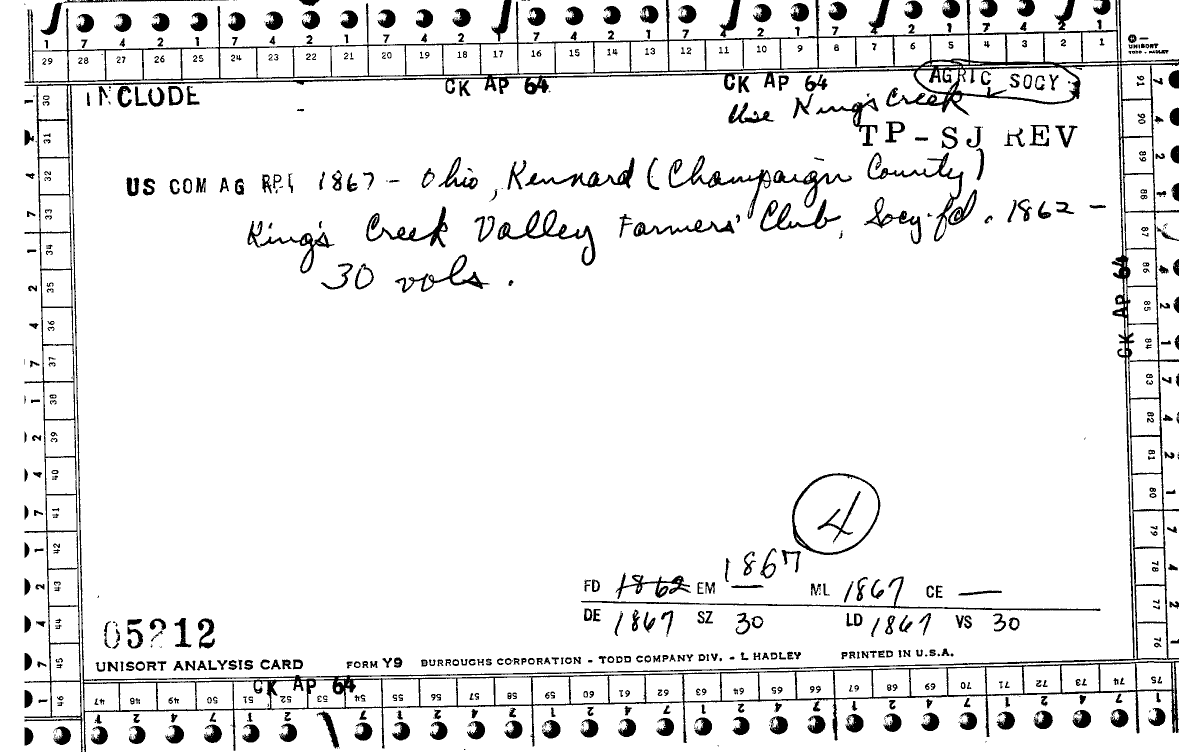 1 7 4 2 1 7 4 2 1 7 4 2 1 7 4 2 1 7 4 2 1 7 4 2 1 7 4 2 1
29 28 27 26 25 24 23 22 21 20 19 18 17 16 15 14 13 12 11 10 9 8 7 6 5 4 3 2 1
UNISORT
TODD - HADLEY
INCLUDE CK AP 64 CK AP 64 AGRIC SOCY
Use King's Creek
TP-SJ REV
US COM AG RPT 1867 - Ohio, Kennard (Champaign County)
King's Creek Valley Farmers' Club, Socy. fd. 1862 -
30 vols.
4
FD 1862 EM 1867 ML 1867 CE —
DE 1867 SZ 30 LD 1867 VS 30
05212
UNISORT ANALYSIS CARD FORM Y9 BURROUGHS CORPORATION - TODD COMPANY DIV. - L HADLEY PRINTED IN U.S.A.
CK AP 64
30 31 32 33 34 35 36 37 38 39 40 41 42 43 44 45 46
47 48 49 50 51 52 53 54 55 56 57 58 59 60 61 62 63 64 65 66 67 68 69 70 71 72 73 74 75
76 77 78 79 80 81 82 83 84 85 86 87 88 89 90 91
CK AP 64